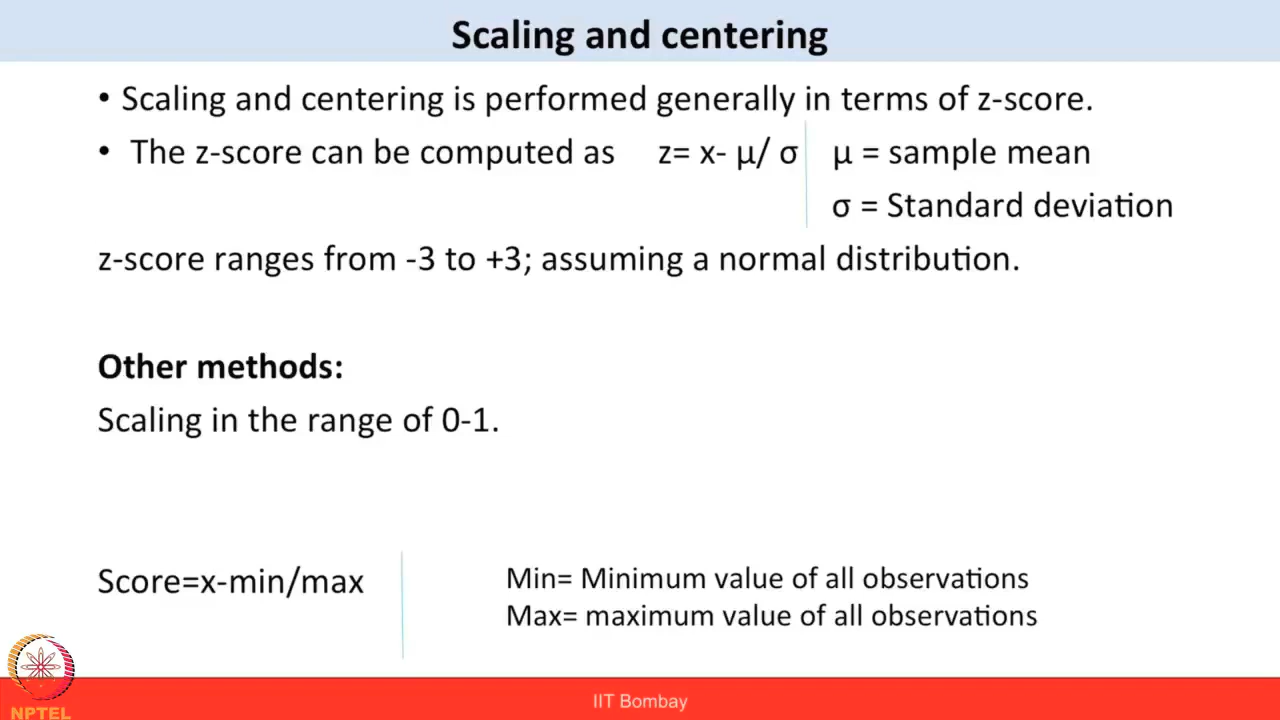 Scaling and centering
• Scaling and centering is performed generally in terms of z-score.
• The z-score can be computed as z= x- μ/ σ μ = sample mean
σ = Standard deviation
z-score ranges from -3 to +3; assuming a normal distribution.
Other methods:
Scaling in the range of 0-1.
Score=x-min/max
Min= Minimum value of all observations
Max= maximum value of all observations
IIT Bombay
NPTEL